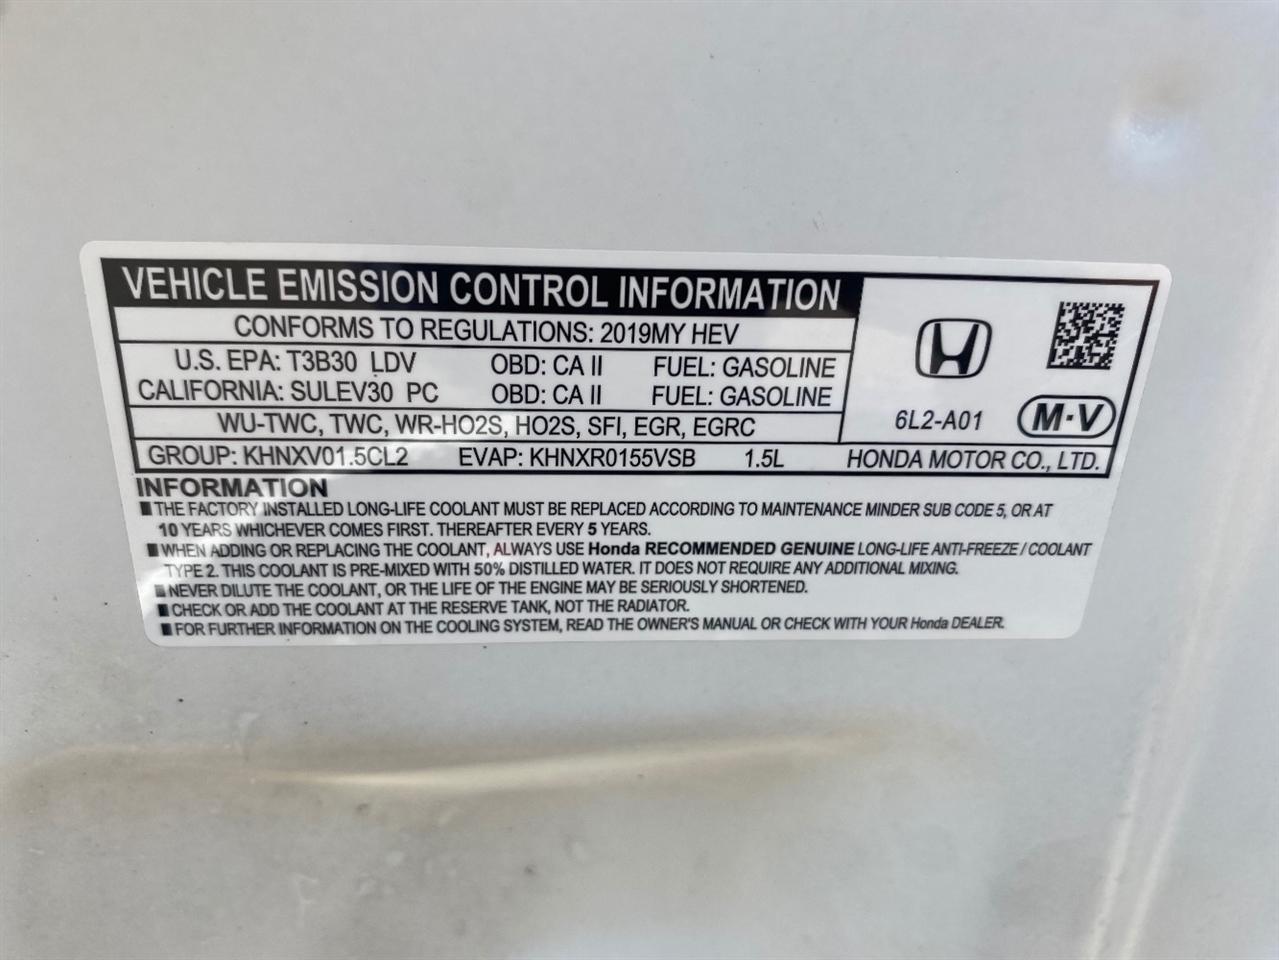 VEHICLE EMISSION CONTROL INFORMATION
CONFORMS TO REGULATIONS: 2019MY HEV
U.S. EPA: T3B30 LDV OBD: CA II FUEL: GASOLINE
CALIFORNIA: SULEV30 PC OBD: CA II FUEL: GASOLINE
WU-TWC, TWC, WR-HO2S, HO2S, SFI, EGR, EGRC
6L2-A01 M·V
GROUP: KHNXV01.5CL2 EVAP: KHNXR0155VSB 1.5L HONDA MOTOR CO., LTD.
INFORMATION
■ THE FACTORY INSTALLED LONG-LIFE COOLANT MUST BE REPLACED ACCORDING TO MAINTENANCE MINDER SUB CODE 5, OR AT
10 YEARS WHICHEVER COMES FIRST. THEREAFTER EVERY 5 YEARS.
■ WHEN ADDING OR REPLACING THE COOLANT, ALWAYS USE Honda RECOMMENDED GENUINE LONG-LIFE ANTI-FREEZE / COOLANT
TYPE 2. THIS COOLANT IS PRE-MIXED WITH 50% DISTILLED WATER. IT DOES NOT REQUIRE ANY ADDITIONAL MIXING.
■ NEVER DILUTE THE COOLANT, OR THE LIFE OF THE ENGINE MAY BE SERIOUSLY SHORTENED.
■ CHECK OR ADD THE COOLANT AT THE RESERVE TANK, NOT THE RADIATOR.
■ FOR FURTHER INFORMATION ON THE COOLING SYSTEM, READ THE OWNER'S MANUAL OR CHECK WITH YOUR Honda DEALER.